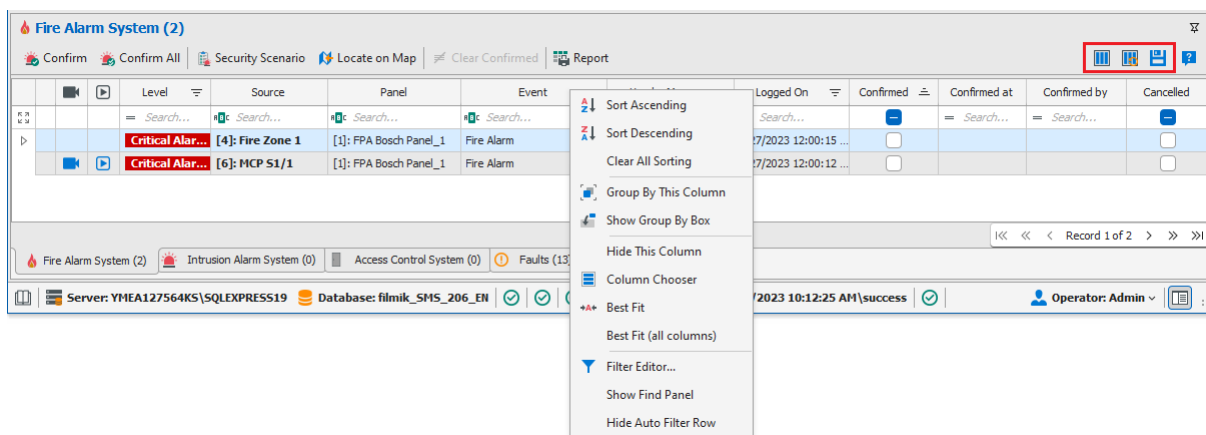 Fire Alarm System (2)
Confirm Confirm All Security Scenario Locate on Map Clear Confirmed Report
Level Source Panel Event Logged On Confirmed Confirmed at Confirmed by Cancelled
= Search... ABC Search... ABC Search... ABC Search... Search... = Search... = Search...
Critical Alar... [4]: Fire Zone 1 [1]: FPA Bosch Panel_1 Fire Alarm 27/2023 12:00:15 ...
Critical Alar... [6]: MCP S1/1 [1]: FPA Bosch Panel_1 Fire Alarm 27/2023 12:00:12 ...
Sort Ascending
Sort Descending
Clear All Sorting
Group By This Column
Show Group By Box
Hide This Column
Column Chooser
Best Fit
Best Fit (all columns)
Filter Editor...
Show Find Panel
Hide Auto Filter Row
Record 1 of 2
Fire Alarm System (2) Intrusion Alarm System (0) Access Control System (0) Faults (13)
Server: YMEA127564KS\SQLEXPRESS19 Database: filmik_SMS_206_EN /2023 10:12:25 AM\success Operator: Admin